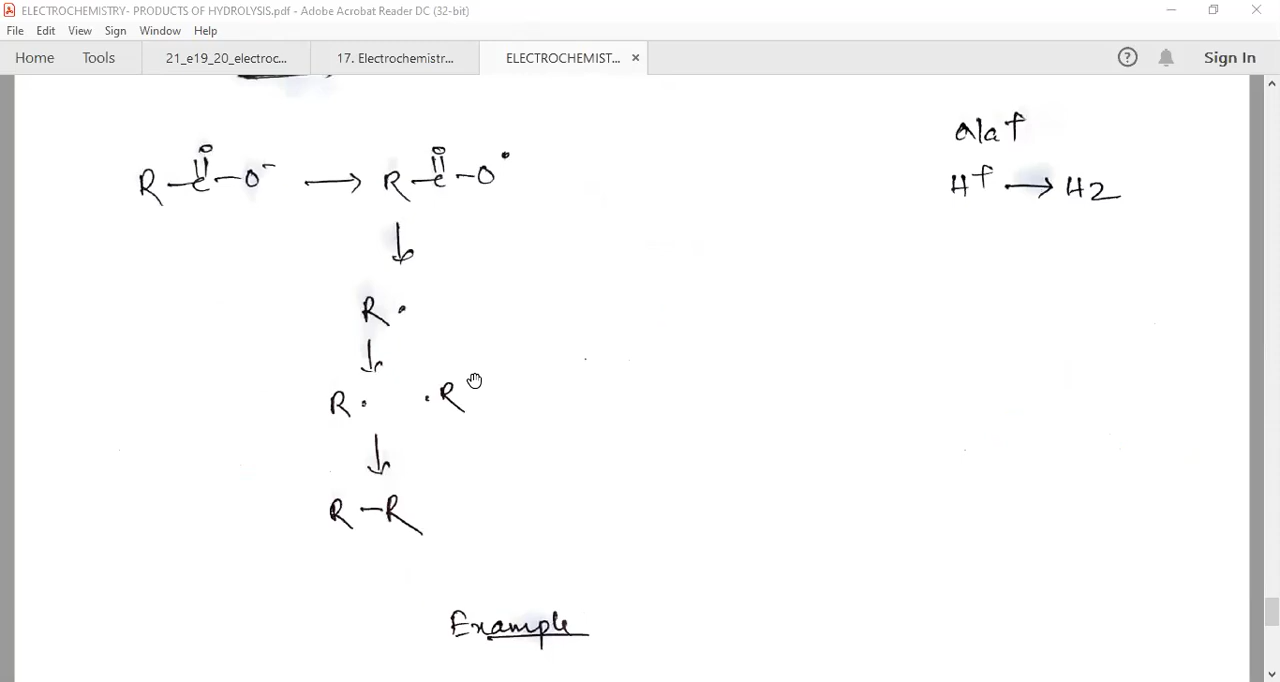 ELECTROCHEMISTRY- PRODUCTS OF HYDROLYSIS.pdf - Adobe Acrobat Reader DC (32-bit)
File Edit View Sign Window Help
Home Tools 21_e19_20_electroc... 17. Electrochemistr... ELECTROCHEMIST... × ? Sign In
H⁺ → H2
O O
R-C-O⁻ → R-C-O•
↓
R•
↓
R• •R
↓
R-R
Example